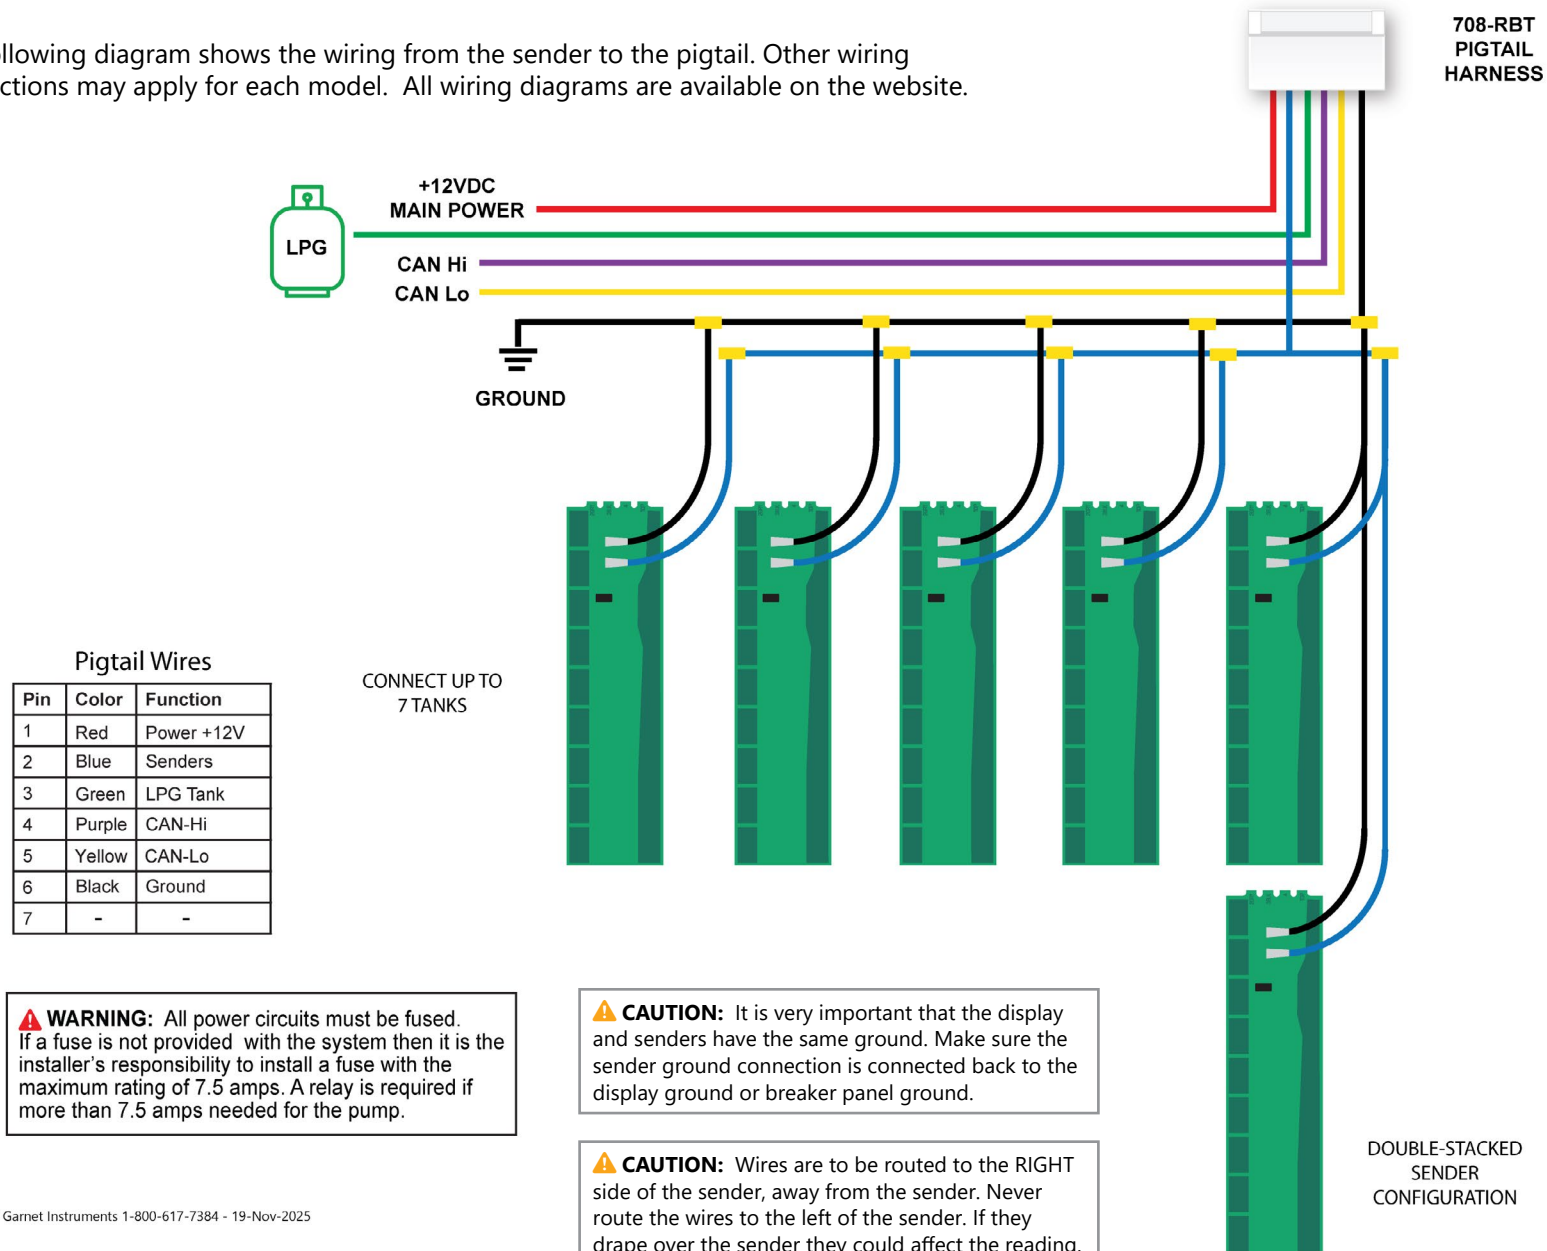 708-RBT
PIGTAIL
HARNESS
llowing diagram shows the wiring from the sender to the pigtail. Other wiring
ctions may apply for each model. All wiring diagrams are available on the website.
+12VDC
MAIN POWER
LPG
CAN Hi
CAN Lo
GROUND
CONNECT UP TO
7 TANKS
Pigtail Wires
Pin Color Function
1 Red Power +12V
2 Blue Senders
3 Green LPG Tank
4 Purple CAN-Hi
5 Yellow CAN-Lo
6 Black Ground
7 - -
WARNING: All power circuits must be fused.
If a fuse is not provided with the system then it is the
installer's responsibility to install a fuse with the
maximum rating of 7.5 amps. A relay is required if
more than 7.5 amps needed for the pump.
CAUTION: It is very important that the display
and senders have the same ground. Make sure the
sender ground connection is connected back to the
display ground or breaker panel ground.
CAUTION: Wires are to be routed to the RIGHT
side of the sender, away from the sender. Never
route the wires to the left of the sender. If they
drape over the sender they could affect the reading.
DOUBLE-STACKED
SENDER
CONFIGURATION
Garnet Instruments 1-800-617-7384 - 19-Nov-2025